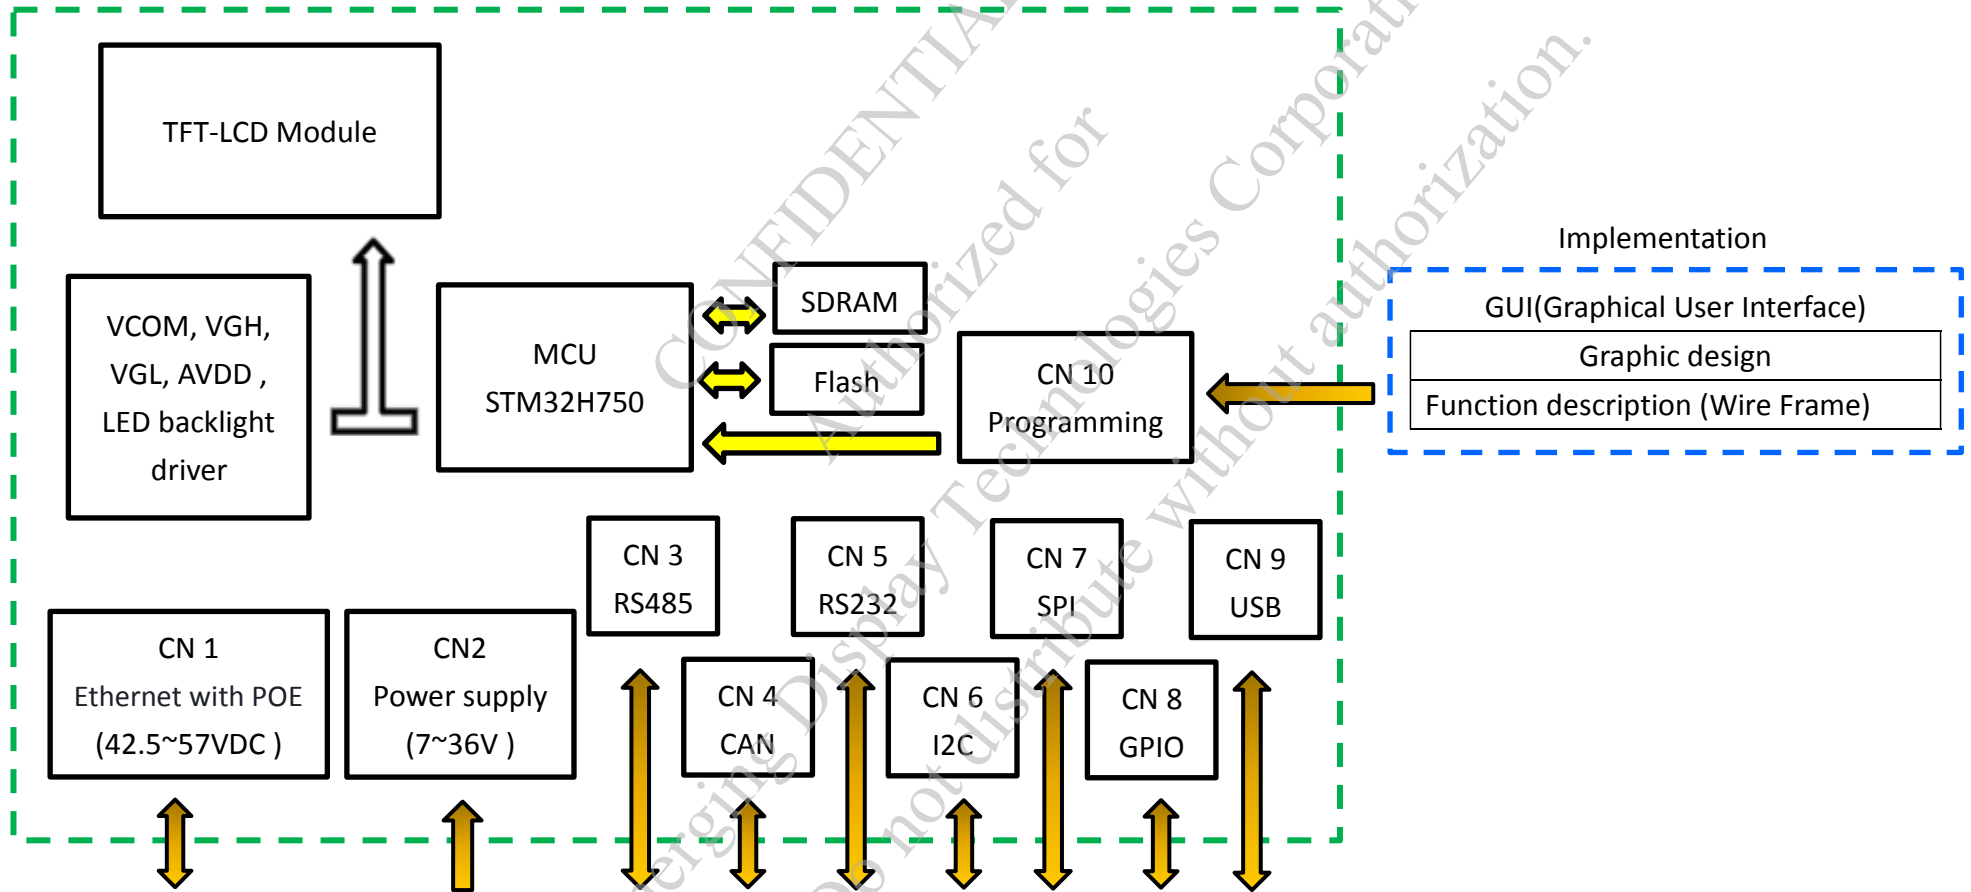 TFT-LCD Module
VCOM, VGH,
VGL, AVDD ,
LED backlight
driver
MCU
STM32H750
SDRAM
Flash
CN 10
Programming
Implementation
GUI(Graphical User Interface)
Graphic design
Function description (Wire Frame)
CN 1
Ethernet with POE
(42.5~57VDC )
CN2
Power supply
(7~36V )
CN 3
RS485
CN 4
CAN
CN 5
RS232
CN 6
I2C
CN 7
SPI
CN 8
GPIO
CN 9
USB
CONFIDENTIAL
Authorized for
Display Technologies
Do not distribute without authorization.